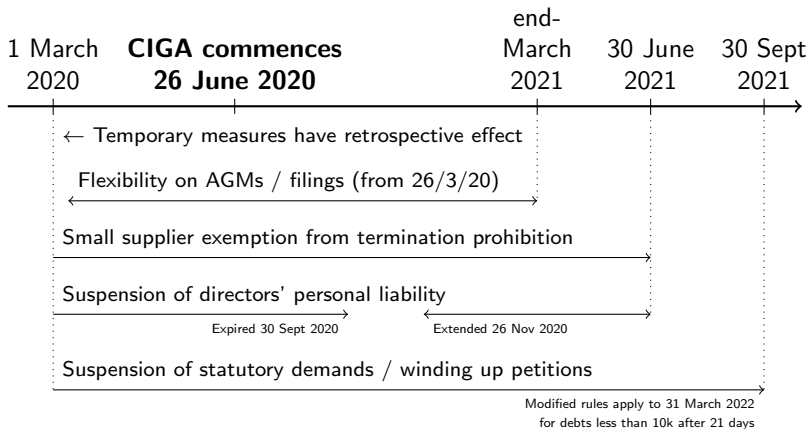 1 March
2020
CIGA commences
26 June 2020
end-
March
2021
30 June
2021
30 Sept
2021
← Temporary measures have retrospective effect
Flexibility on AGMs / filings (from 26/3/20)
Small supplier exemption from termination prohibition
Suspension of directors' personal liability
Expired 30 Sept 2020
Extended 26 Nov 2020
Suspension of statutory demands / winding up petitions
Modified rules apply to 31 March 2022
for debts less than 10k after 21 days